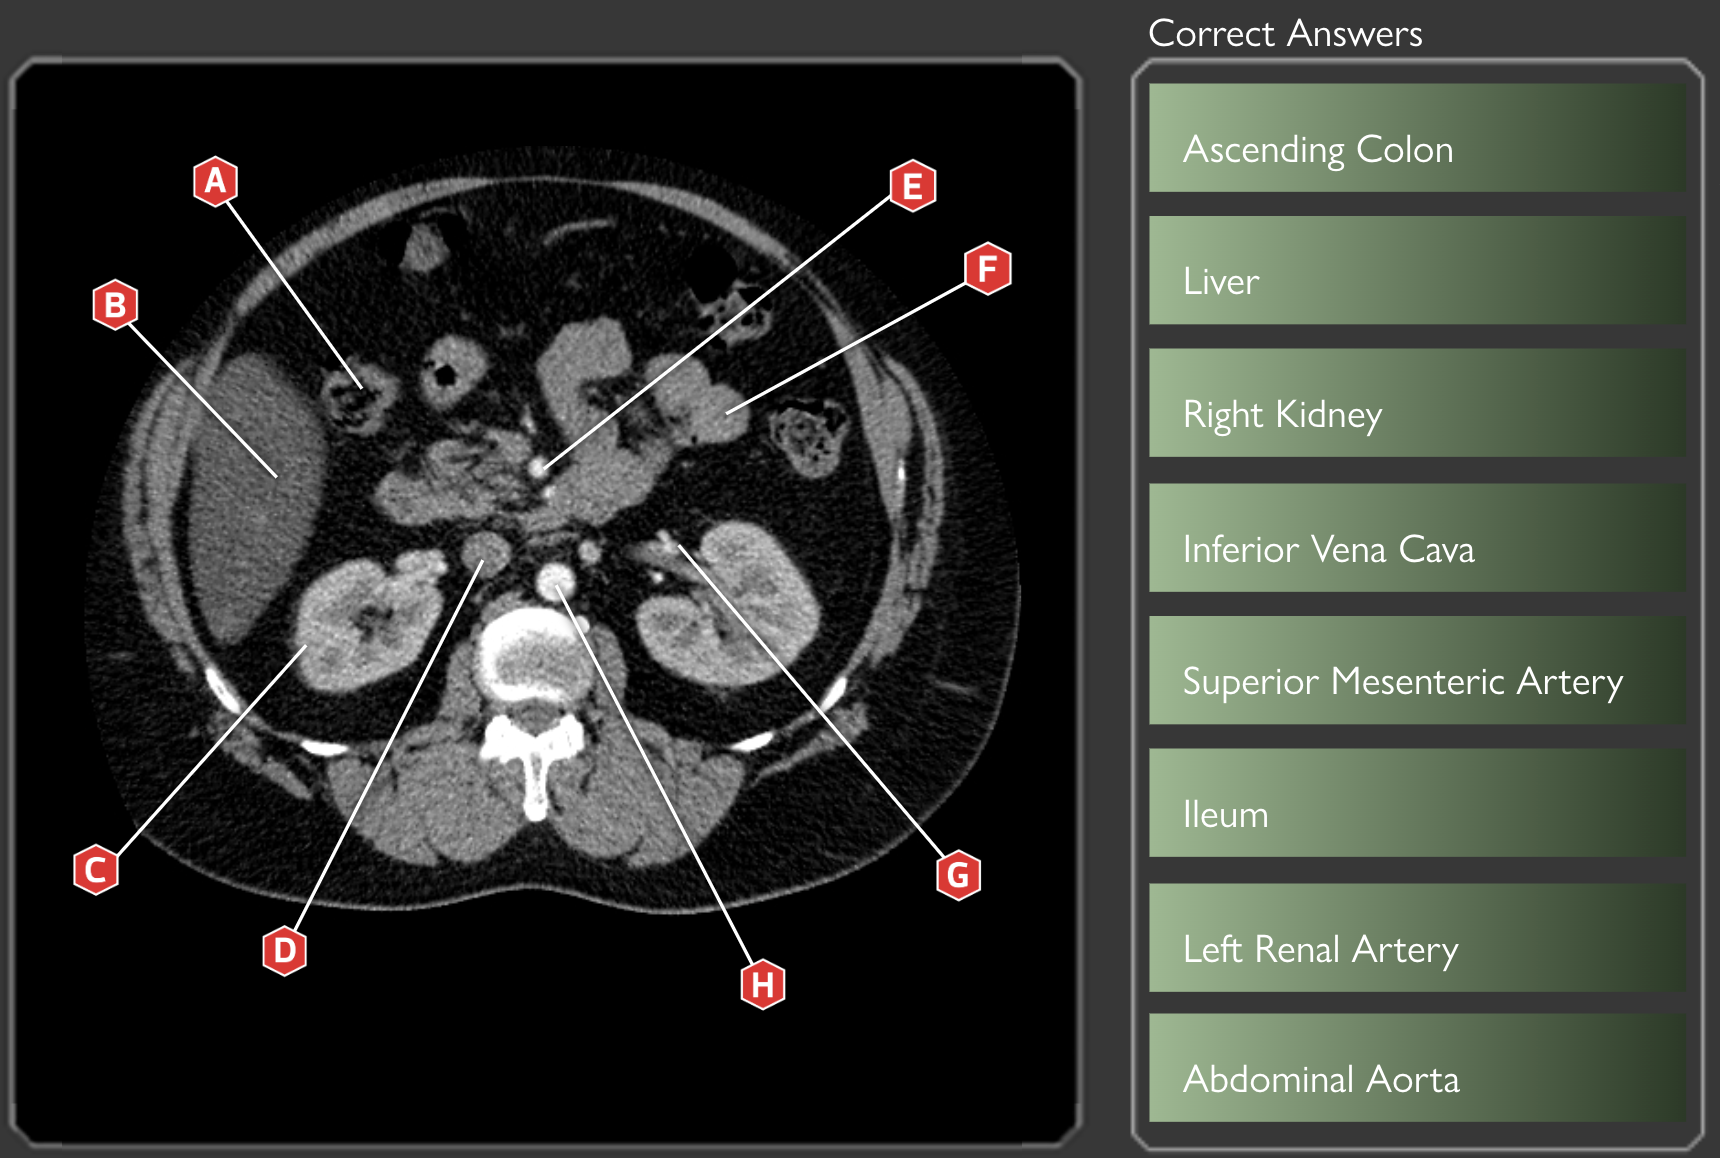 Correct Answers
A
E
F
B
C
D
G
H
Ascending Colon
Liver
Right Kidney
Inferior Vena Cava
Superior Mesenteric Artery
Ileum
Left Renal Artery
Abdominal Aorta